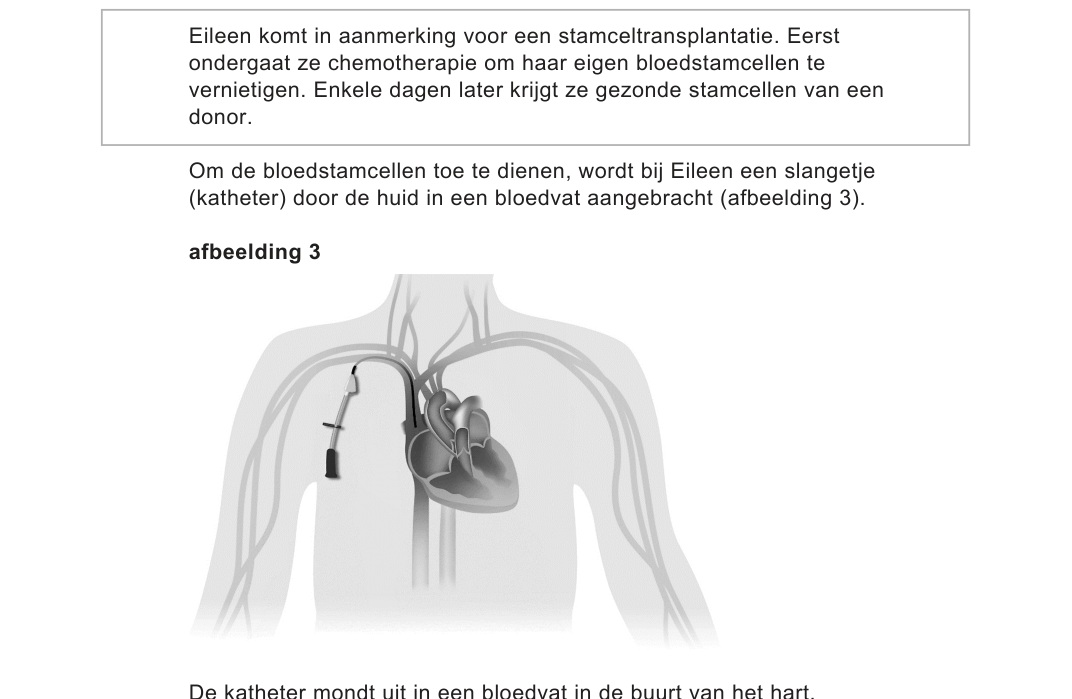 Eileen komt in aanmerking voor een stamceltransplantatie. Eerst
ondergaat ze chemotherapie om haar eigen bloedstamcellen te
vernietigen. Enkele dagen later krijgt ze gezonde stamcellen van een
donor.
Om de bloedstamcellen toe te dienen, wordt bij Eileen een slangetje
(katheter) door de huid in een bloedvat aangebracht (afbeelding 3).
afbeelding 3
De katheter mondt uit in een bloedvat in de buurt van het hart.